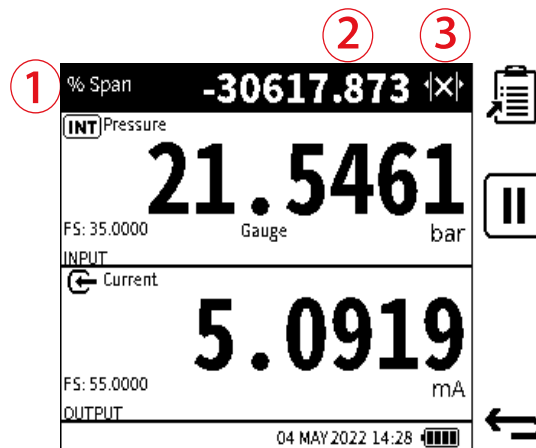 ② ③
① % Span -30617.873
INT Pressure
21.5461
FS: 35.0000 Gauge bar
INPUT
Current
5.0919
FS: 55.0000 mA
OUTPUT
04 MAY 2022 14:28